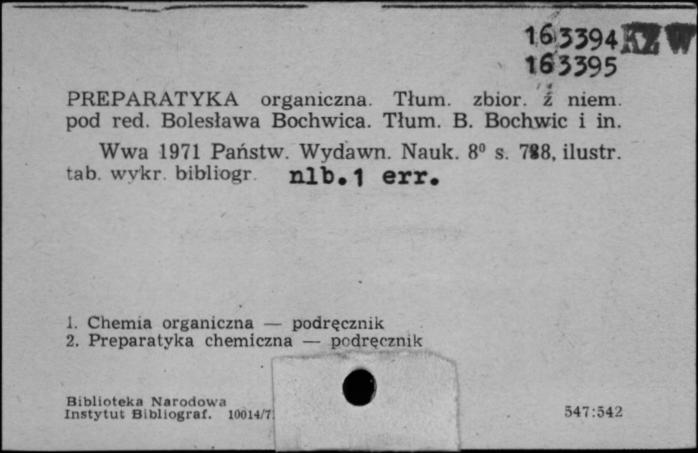 163394 KZ W
163395
PREPARATYKA organiczna. Tłum. zbior. z niem.
pod red. Bolesława Bochwica. Tłum. B. Bochwic i in.
Wwa 1971 Państw. Wydawn. Nauk. 8⁰ s. 788, ilustr.
tab. wykr. bibliogr. nlb.1 err.
1. Chemia organiczna — podręcznik
2. Preparatyka chemiczna — podręcznik
Biblioteka Narodowa
Instytut Bibliograf. 10014/7
547:542